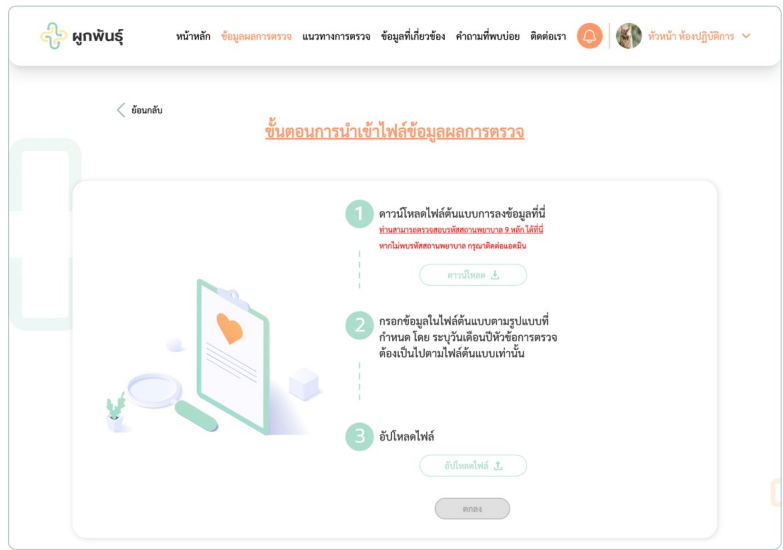 ผูกพันธุ์
หน้าหลัก ข้อมูลผลการตรวจ แนวทางการตรวจ ข้อมูลที่เกี่ยวข้อง คำถามที่พบบ่อย ติดต่อเรา หัวหน้า ห้องปฏิบัติการ
ย้อนกลับ
ขั้นตอนการนำเข้าไฟล์ข้อมูลผลการตรวจ
1 ดาวน์โหลดไฟล์ต้นแบบการลงข้อมูลที่นี่
ท่านสามารถตรวจสอบรหัสสถานพยาบาล 9 หลัก ได้ที่นี่
หากไม่พบรหัสสถานพยาบาล กรุณาติดต่อแอดมิน
ดาวน์โหลด
2 กรอกข้อมูลในไฟล์ต้นแบบตามรูปแบบที่
กำหนด โดย ระบุวันเดือนปีหัวข้อการตรวจ
ต้องเป็นไปตามไฟล์ต้นแบบเท่านั้น
3 อัปโหลดไฟล์
อัปโหลดไฟล์
ตกลง